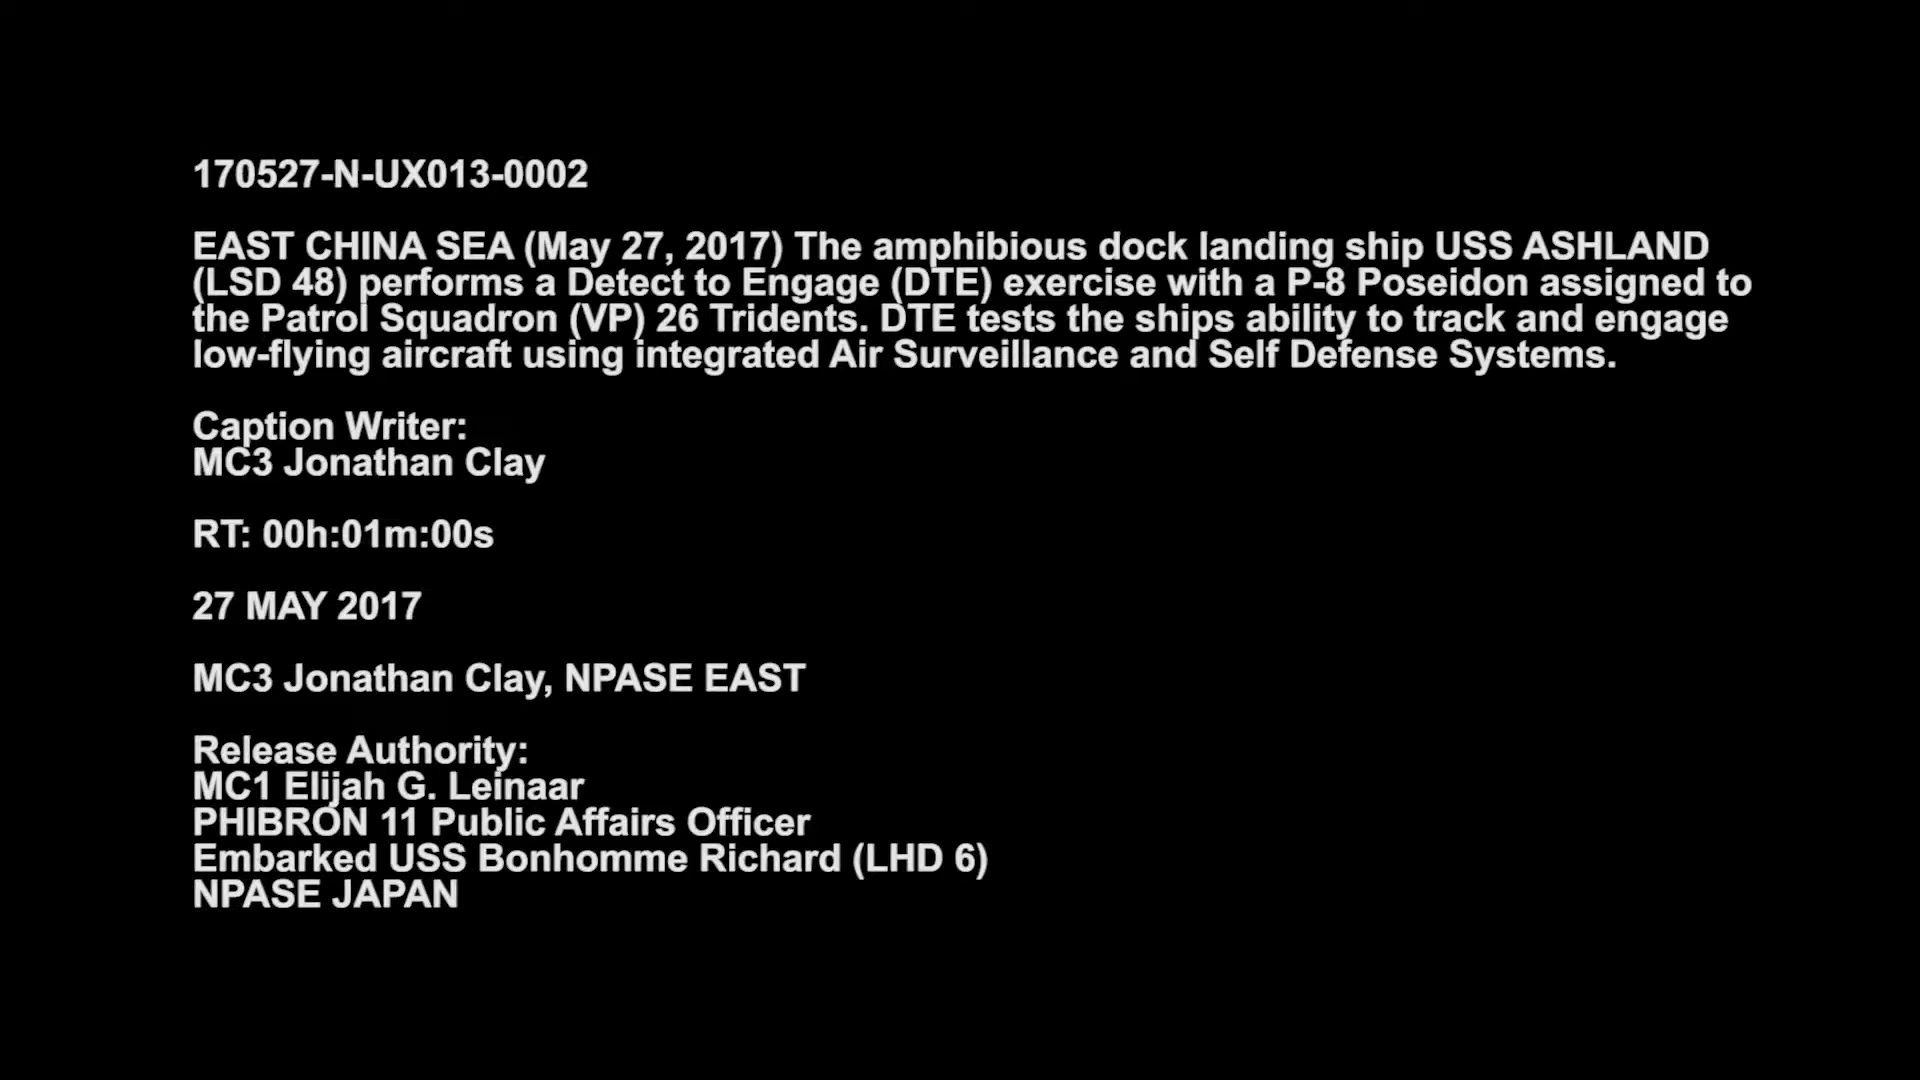 170527-N-UX013-0002
EAST CHINA SEA (May 27, 2017) The amphibious dock landing ship USS ASHLAND
(LSD 48) performs a Detect to Engage (DTE) exercise with a P-8 Poseidon assigned to
the Patrol Squadron (VP) 26 Tridents. DTE tests the ships ability to track and engage
low-flying aircraft using integrated Air Surveillance and Self Defense Systems.
Caption Writer:
MC3 Jonathan Clay
RT: 00h:01m:00s
27 MAY 2017
MC3 Jonathan Clay, NPASE EAST
Release Authority:
MC1 Elijah G. Leinaar
PHIBRON 11 Public Affairs Officer
Embarked USS Bonhomme Richard (LHD 6)
NPASE JAPAN